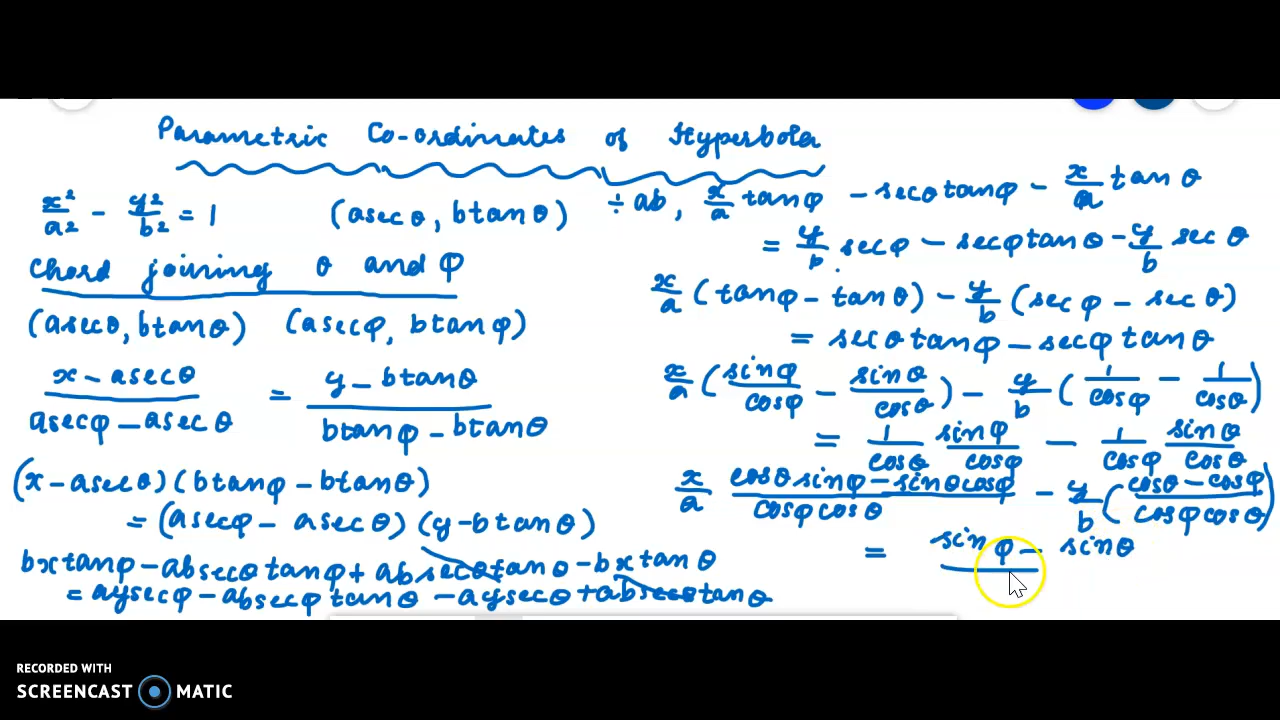 Parametric Co-ordinates of Hyperbola
x²/a² - y²/b² = 1 (asecθ, btanθ)
Chord joining θ and φ
(asecθ, btanθ) (asecφ, btanφ)
x - asecθ / asecφ - asecθ = y - btanθ / btanφ - btanθ
(x - asecθ)(btanφ - btanθ)
= (asecφ - asecθ)(y - btanθ)
bxtanφ - absecθtanφ + absecθtanθ - bxtanθ
= aysecφ - absecφtanθ - aysecθ + absecθtanθ
÷ ab, x/a tanφ - secθtanφ - x/a tanθ
= y/b secφ - secφtanθ - y/b secθ
x/a (tanφ - tanθ) - y/b (secφ - secθ)
= secθtanφ - secφtanθ
x/a (sinφ/cosφ - sinθ/cosθ) - y/b (1/cosφ - 1/cosθ)
= 1/cosθ sinφ/cosφ - 1/cosφ sinθ/cosθ
x/a cosθsinφ - sinθcosφ / cosφcosθ - y/b (cosθ - cosφ / cosφcosθ)
= sinφ - sinθ
RECORDED WITH
SCREENCAST MATIC